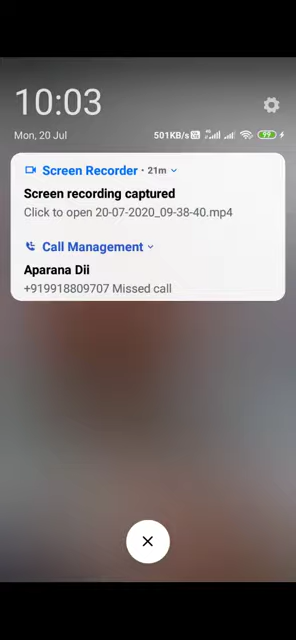 10:03
Mon, 20 Jul
501KB/s
99
Screen Recorder · 21m
Screen recording captured
Click to open 20-07-2020_09-38-40.mp4
Call Management
Aparana Dii
+919918809707 Missed call